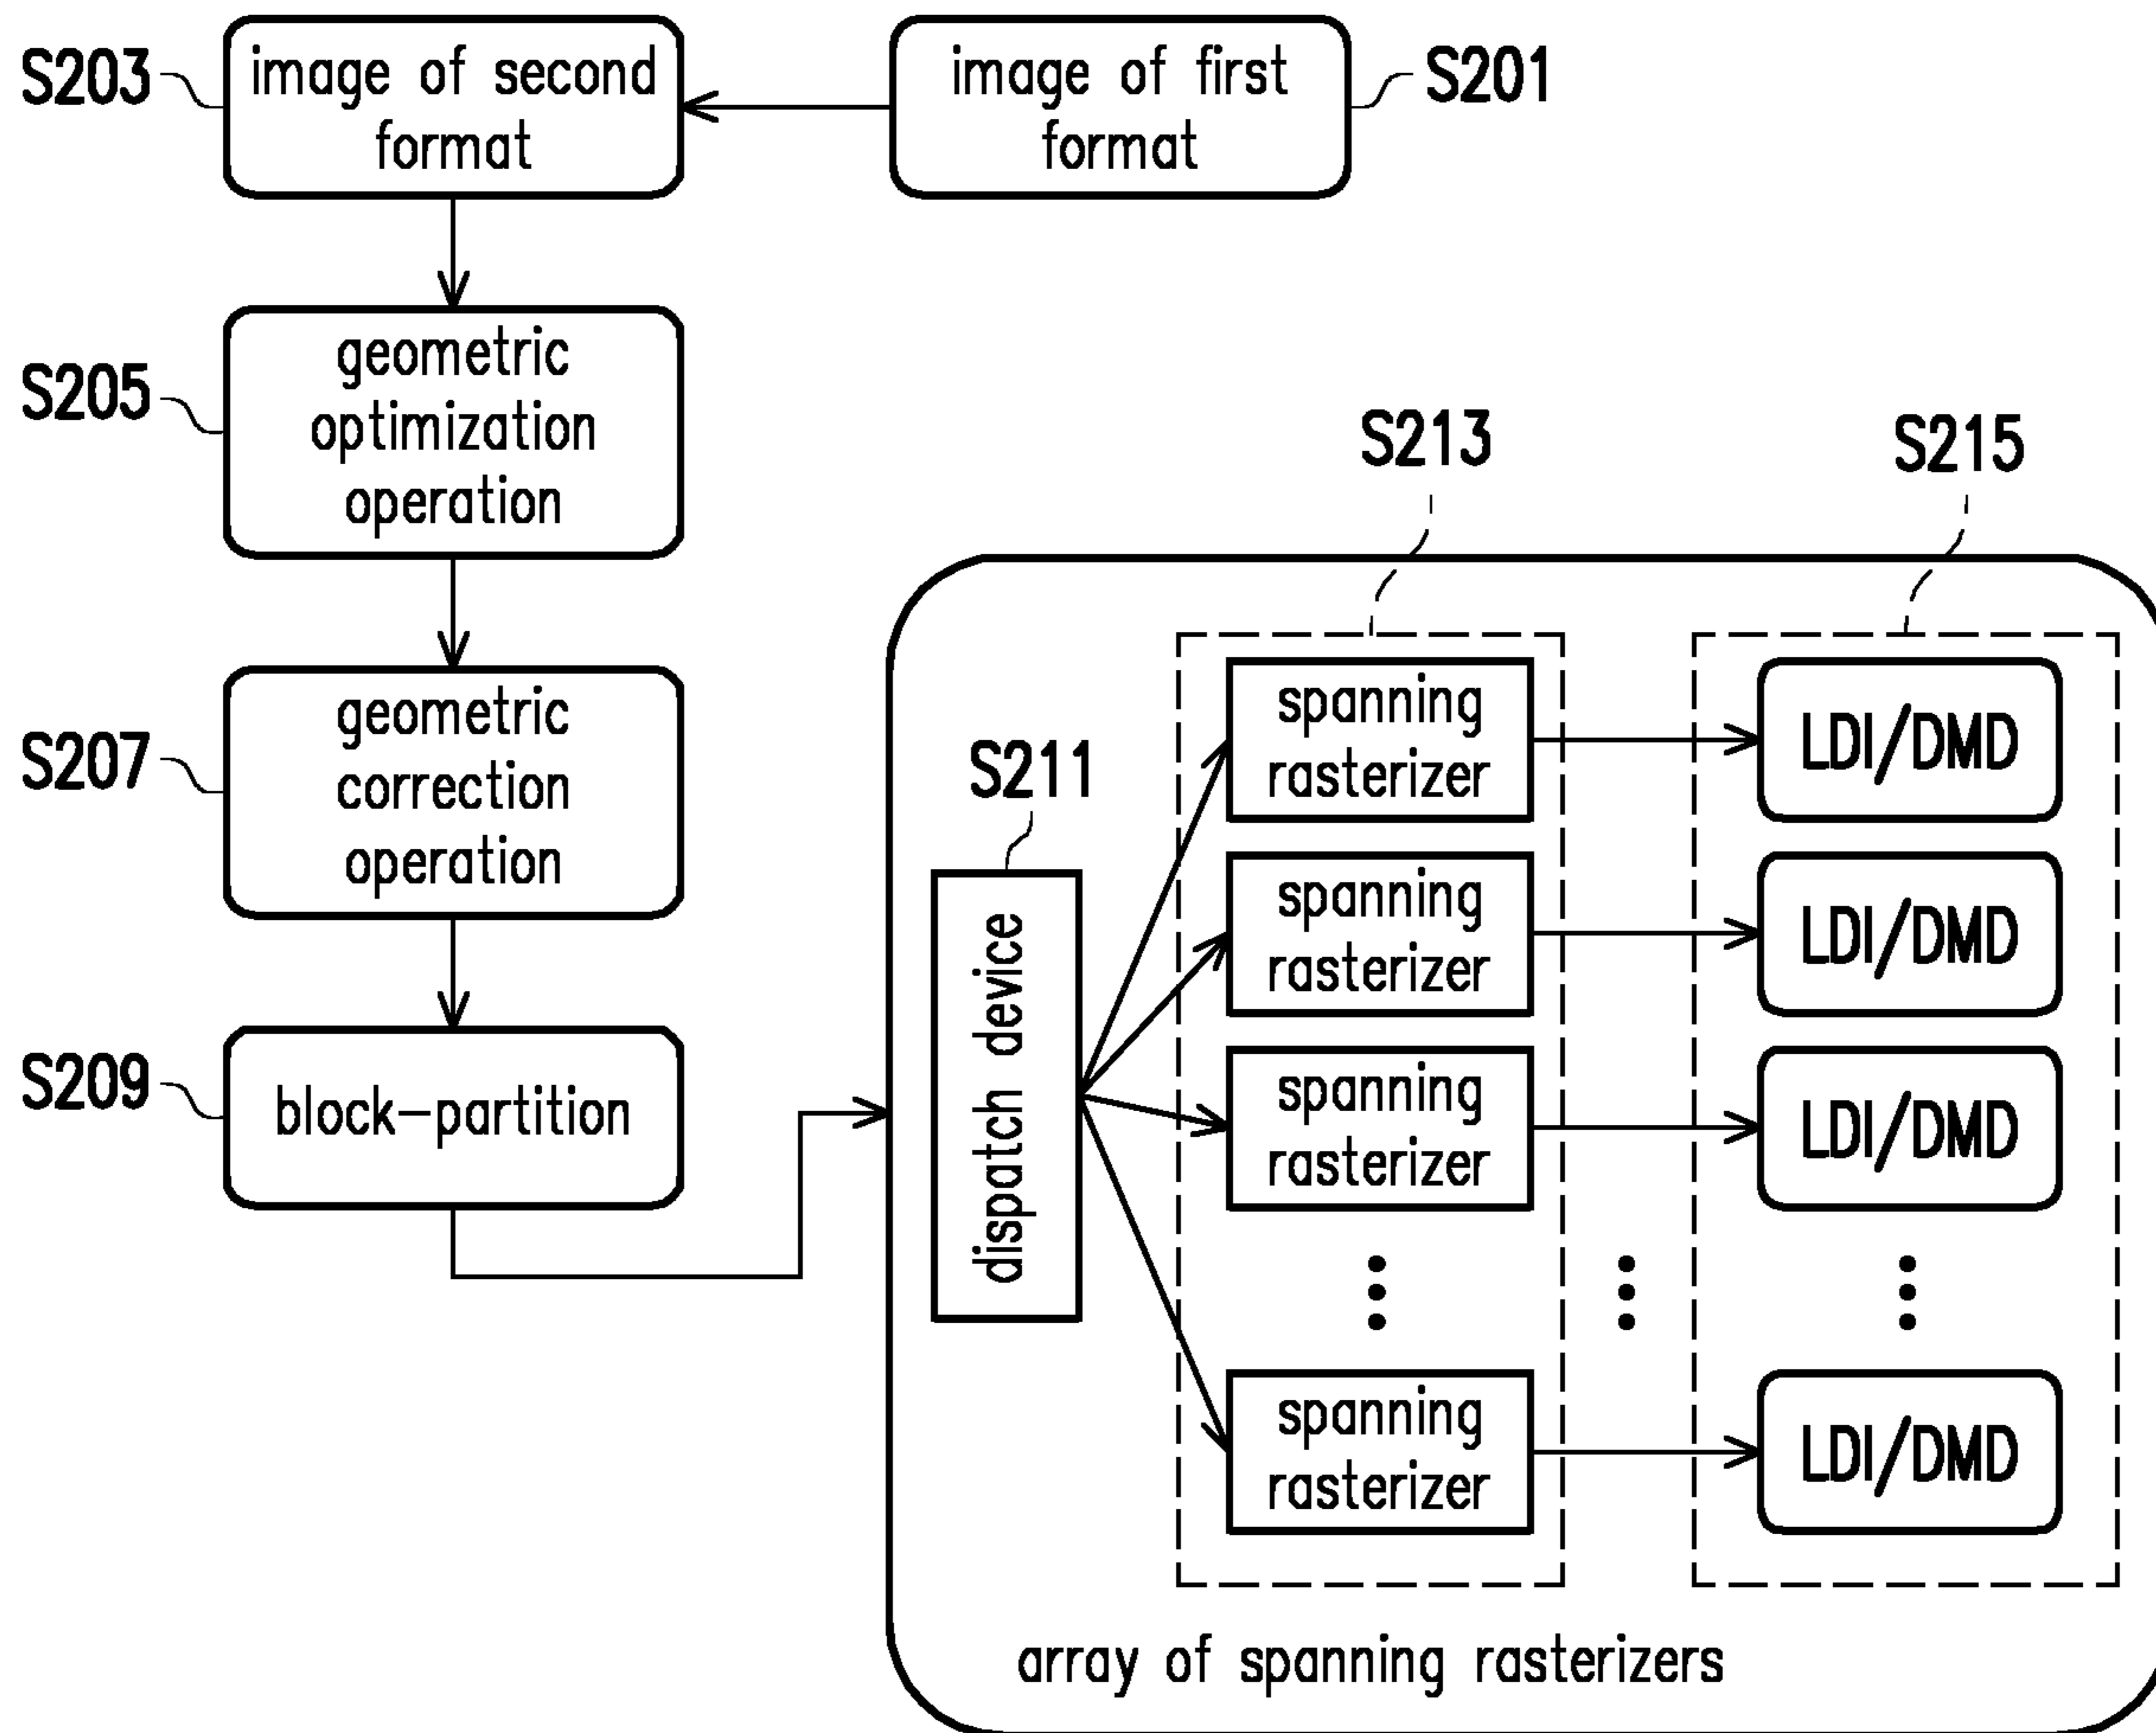 S203
image of second
format
image of first
format
S201
S205
geometric
optimization
operation
S207
geometric
correction
operation
S209
block-partition
S211
dispatch device
S213
S215
spanning
rasterizer
LDI/DMD
spanning
rasterizer
LDI/DMD
spanning
rasterizer
LDI/DMD
spanning
rasterizer
LDI/DMD
array of spanning rasterizers